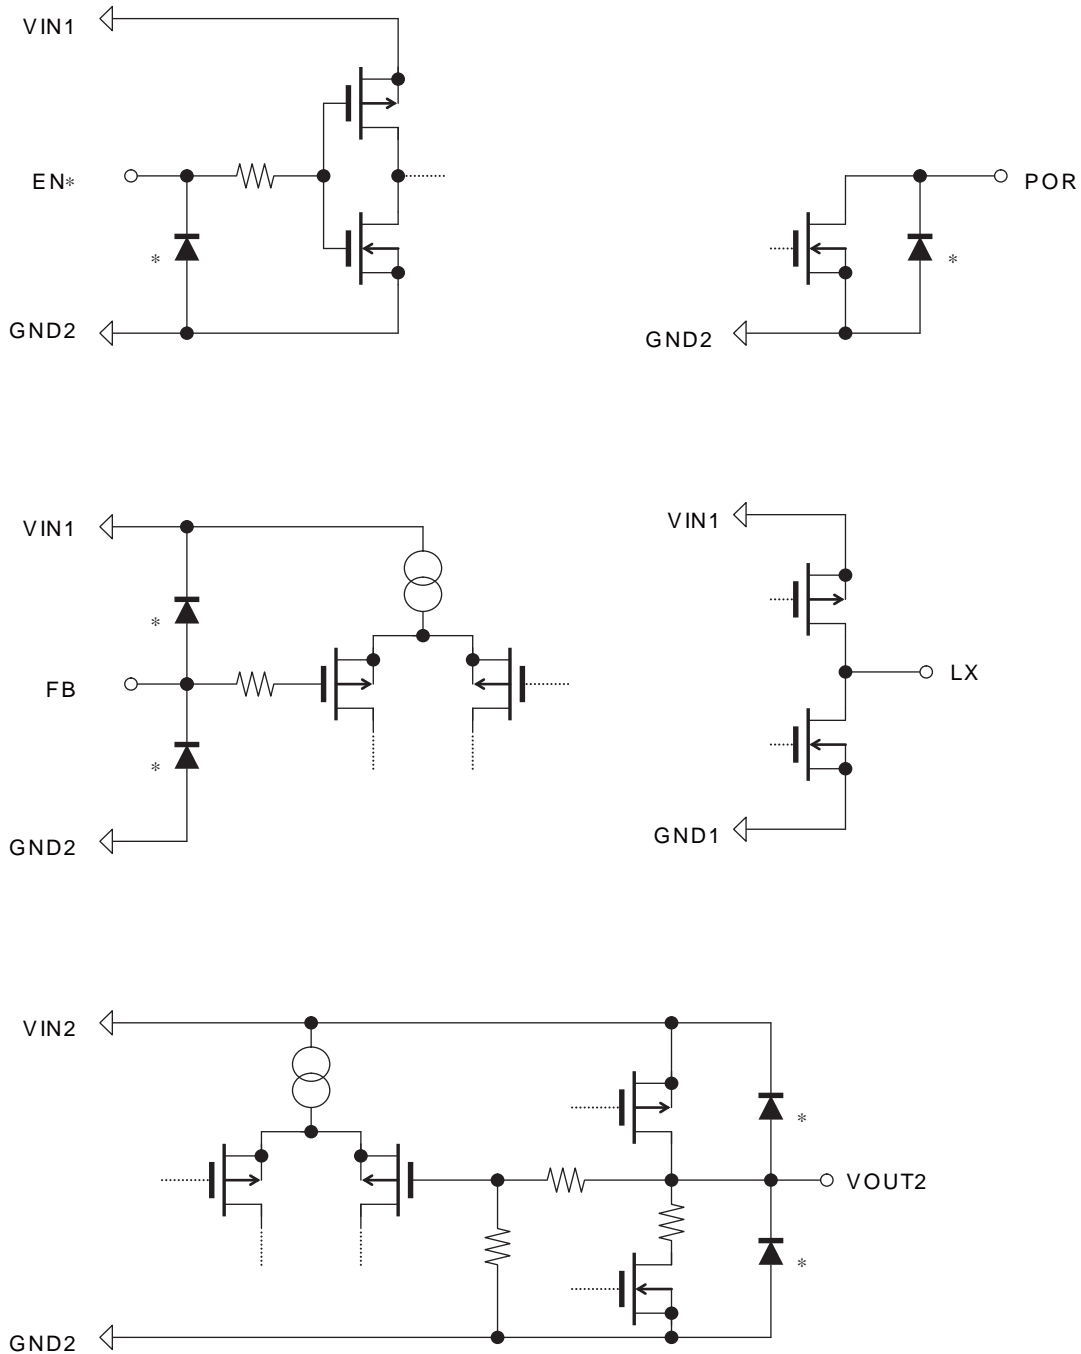 VIN1
EN*
*
GND2
POR
*
GND2
VIN1
*
FB
*
GND2
VIN1
LX
GND1
VIN2
*
VOUT2
*
GND2